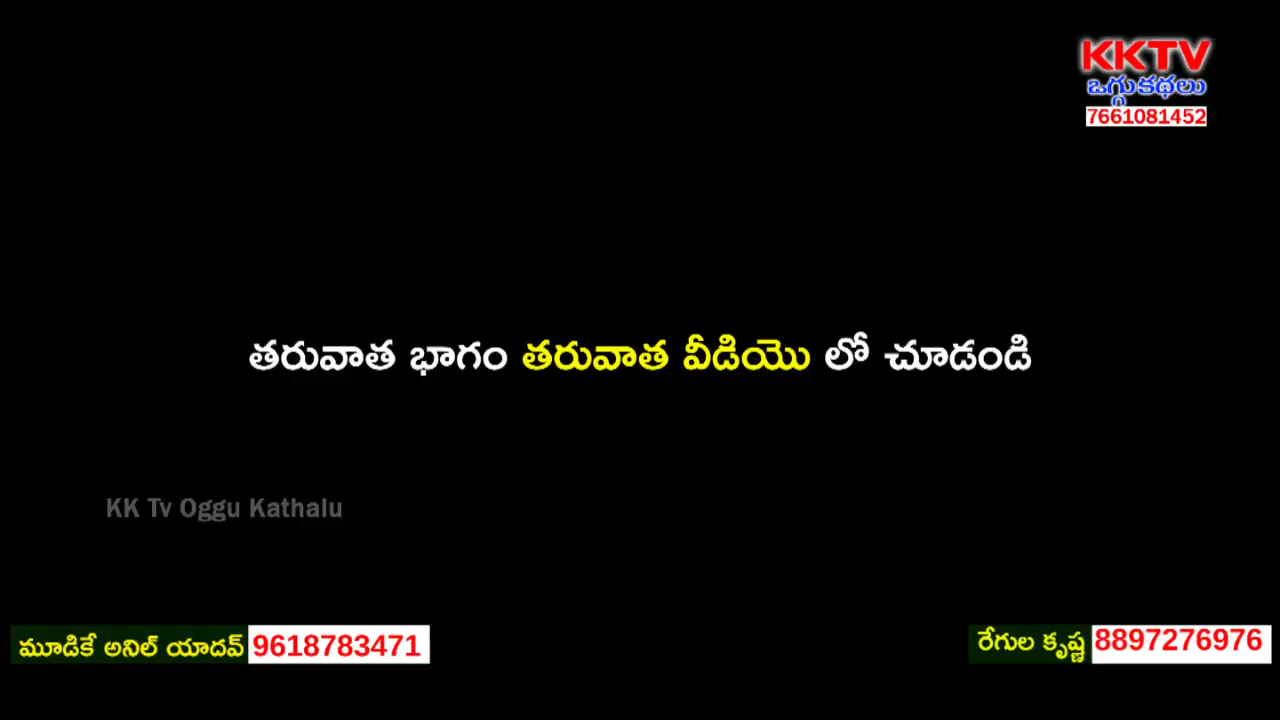 KKTV
ఒగ్గుకథలు
7661081452
తరువాత భాగం తరువాత వీడియొ లో చూడండి
KK Tv Oggu Kathalu
మూడికే అనిల్ యాదవ్ 9618783471
రేగుల కృష్ణ 8897276976